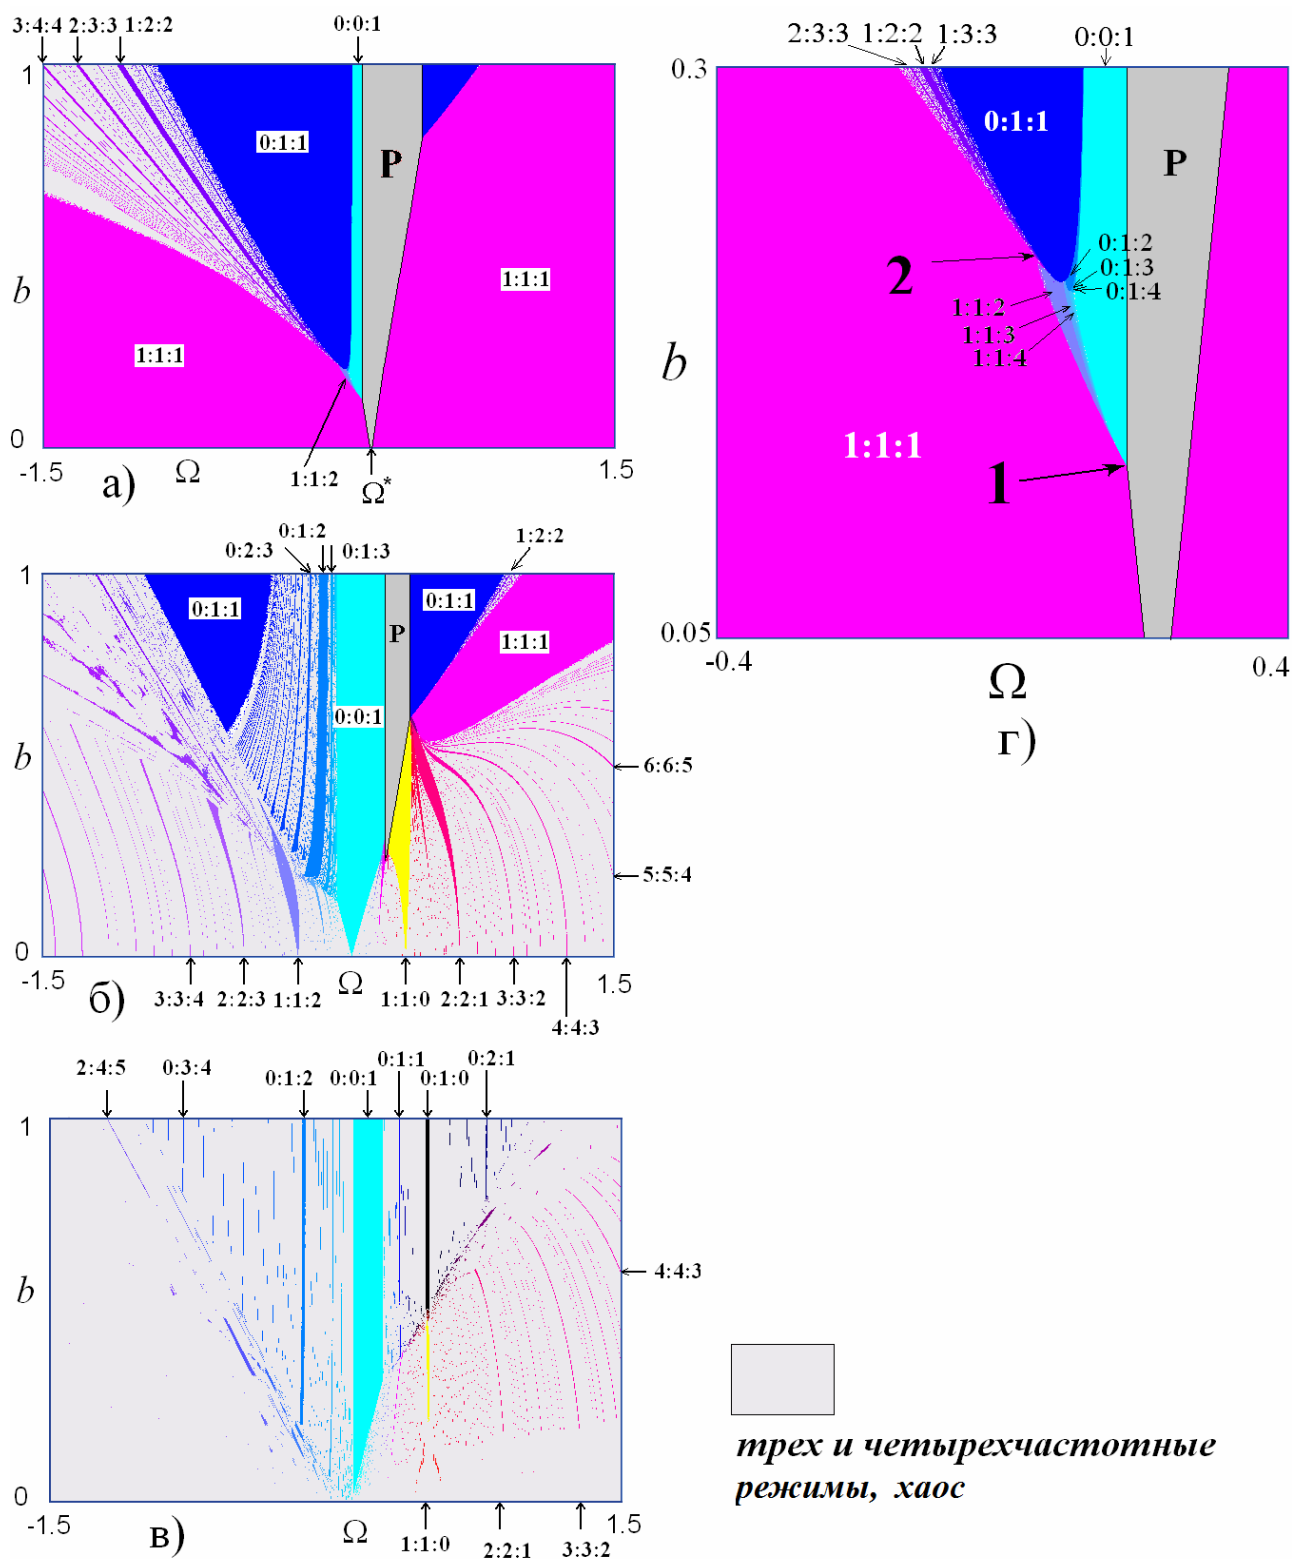 3:4:4 2:3:3 1:2:2 0:0:1
1
0:1:1
P
b
1:1:1
1:1:1
0
-1.5 Ω 1:1:2 Ω* 1.5
а)
2:3:3 1:2:2 1:3:3 0:0:1
0.3
0:1:1
P
0:1:2
2 0:1:3
0:1:4
1:1:2
1:1:3
1:1:4
b
1:1:1
1
0.05
-0.4 Ω 0.4
г)
0:2:3 0:1:2 0:1:3 1:2:2
1
0:1:1 0:1:1
P
1:1:1
0:0:1
b
6:6:5
5:5:4
0
-1.5 Ω 1.5
3:3:4 2:2:3 1:1:2 1:1:0 2:2:1 3:3:2
4:4:3
б)
2:4:5 0:3:4 0:1:2 0:0:1 0:1:1 0:1:0 0:2:1
1
b
4:4:3
0
-1.5 Ω 1.5
1:1:0 2:2:1 3:3:2
в)
трех и четырехчастотные
режимы, хаос